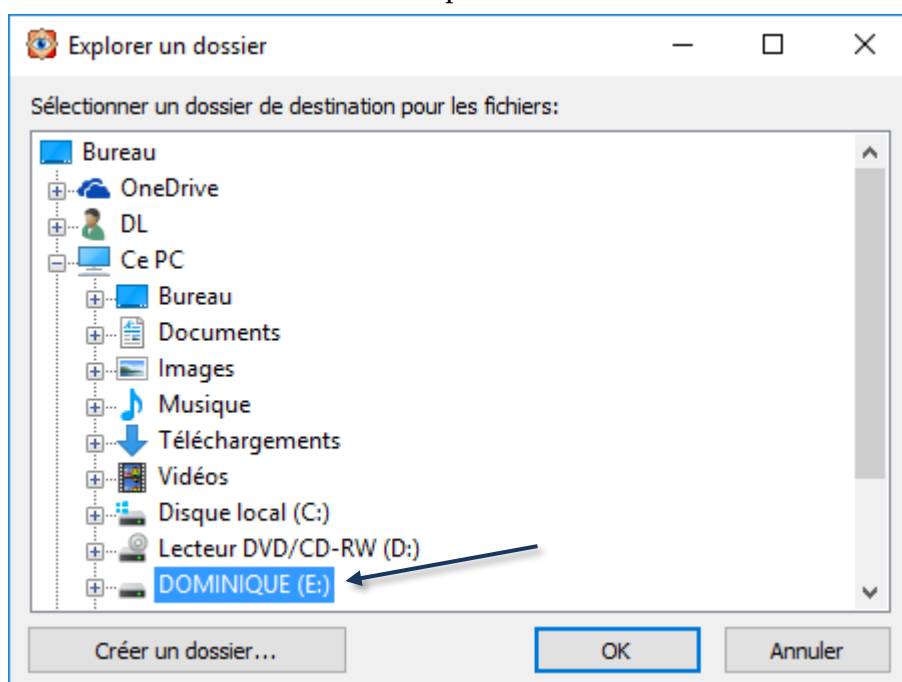 Explorer un dossier
Sélectionner un dossier de destination pour les fichiers:
Bureau
OneDrive
DL
Ce PC
Bureau
Documents
Images
Musique
Téléchargements
Vidéos
Disque local (C:)
Lecteur DVD/CD-RW (D:)
DOMINIQUE (E:)
Créer un dossier... OK Annuler